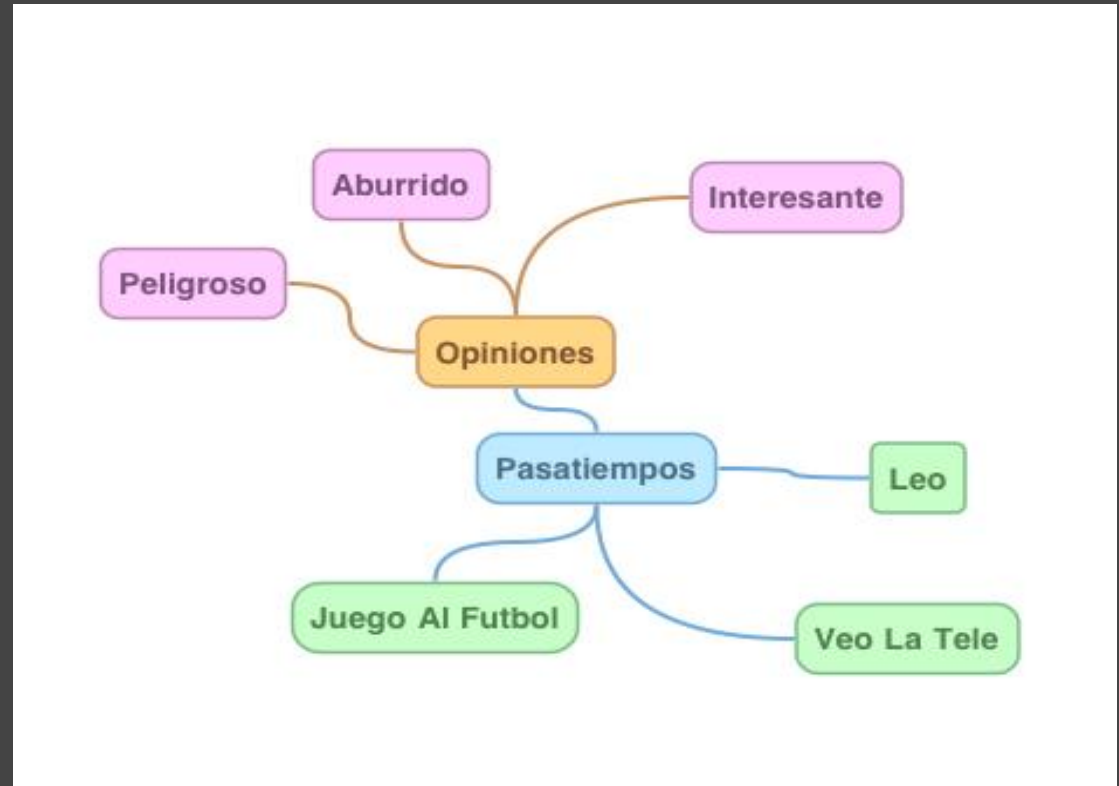 Aburrido
Interesante
Peligroso
Opiniones
Pasatiempos
Leo
Juego Al Futbol
Veo La Tele